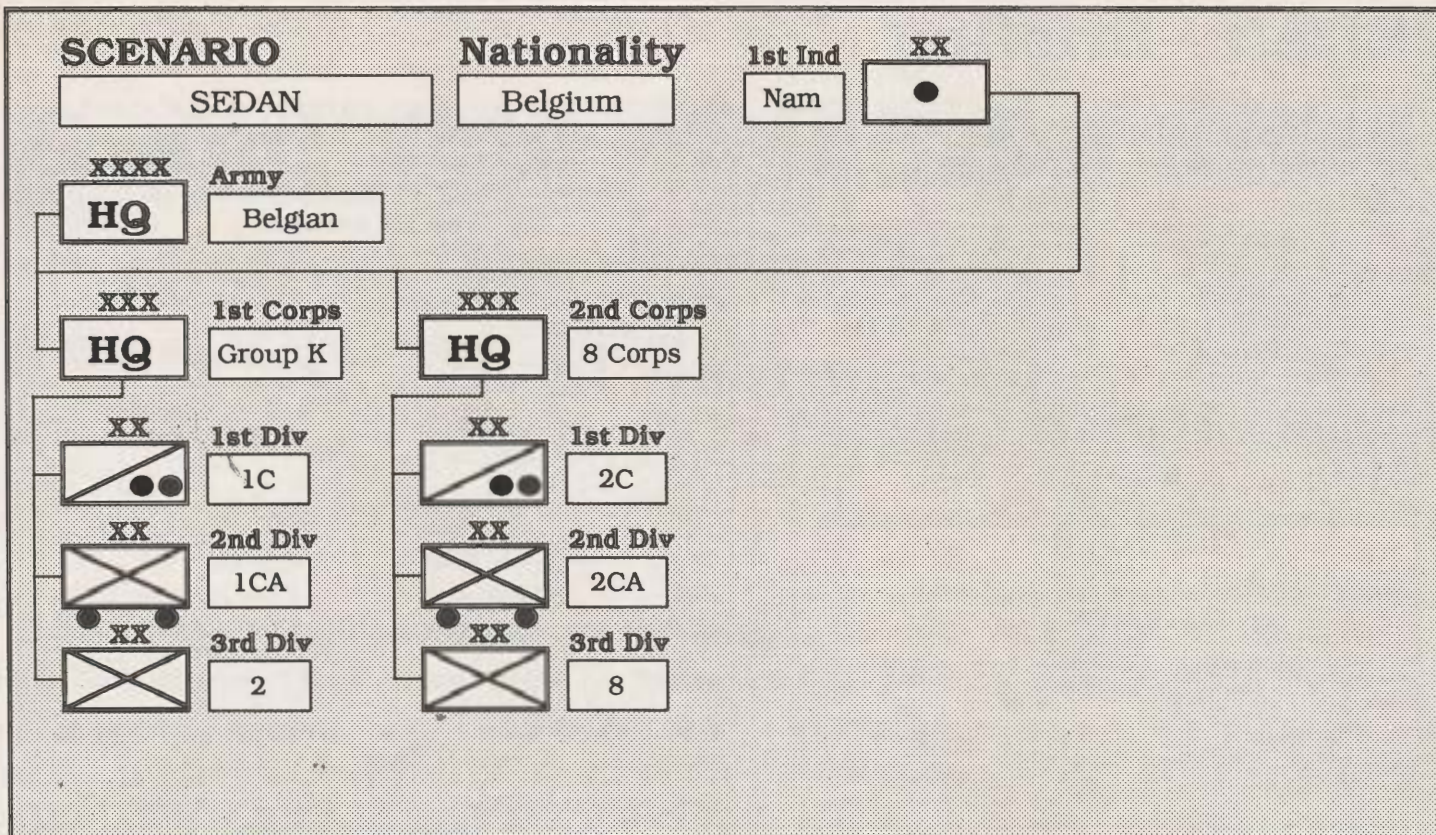 SCENARIO Nationality 1st Ind XX
SEDAN Belgium Nam
XXXX Army
HQ Belgian
XXX 1st Corps XXX 2nd Corps
HQ Group K HQ 8 Corps
XX 1st Div XX 1st Div
1C 2C
XX 2nd Div XX 2nd Div
1CA 2CA
XX 3rd Div XX 3rd Div
2 8